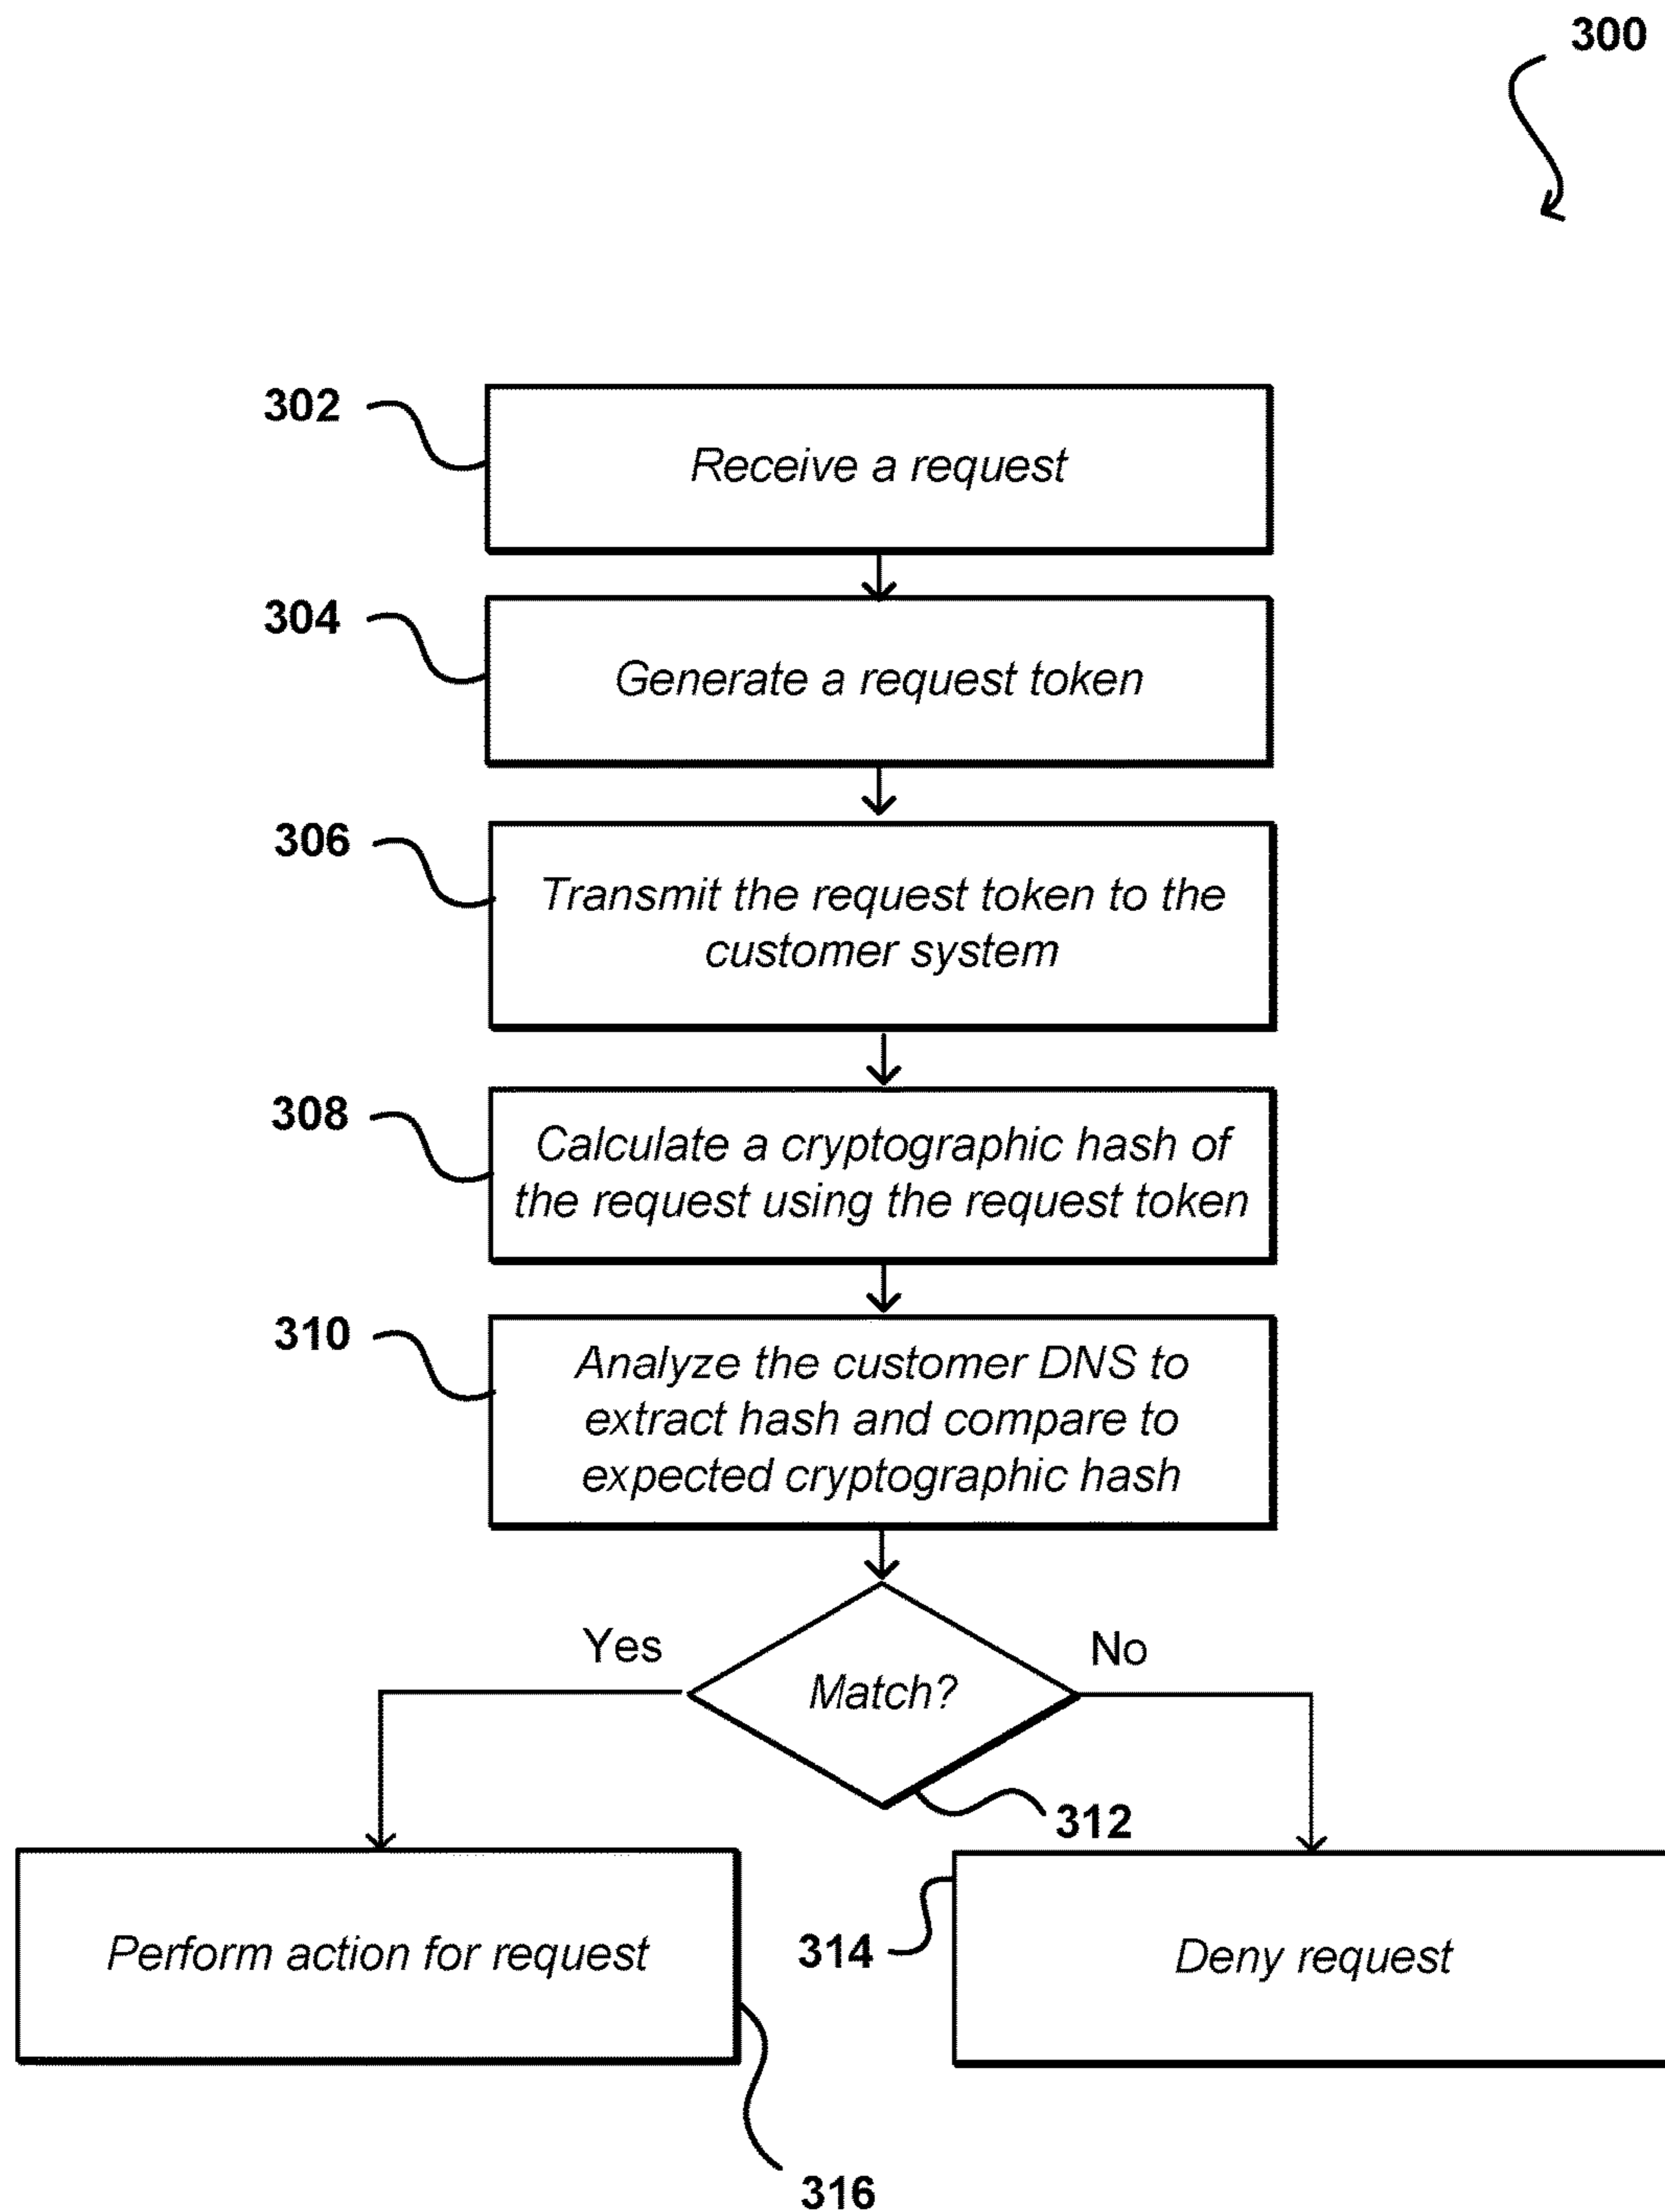 300
302
Receive a request
304
Generate a request token
306
Transmit the request token to the
customer system
308
Calculate a cryptographic hash of
the request using the request token
310
Analyze the customer DNS to
extract hash and compare to
expected cryptographic hash
Yes
No
Match?
312
Perform action for request
314
Deny request
316